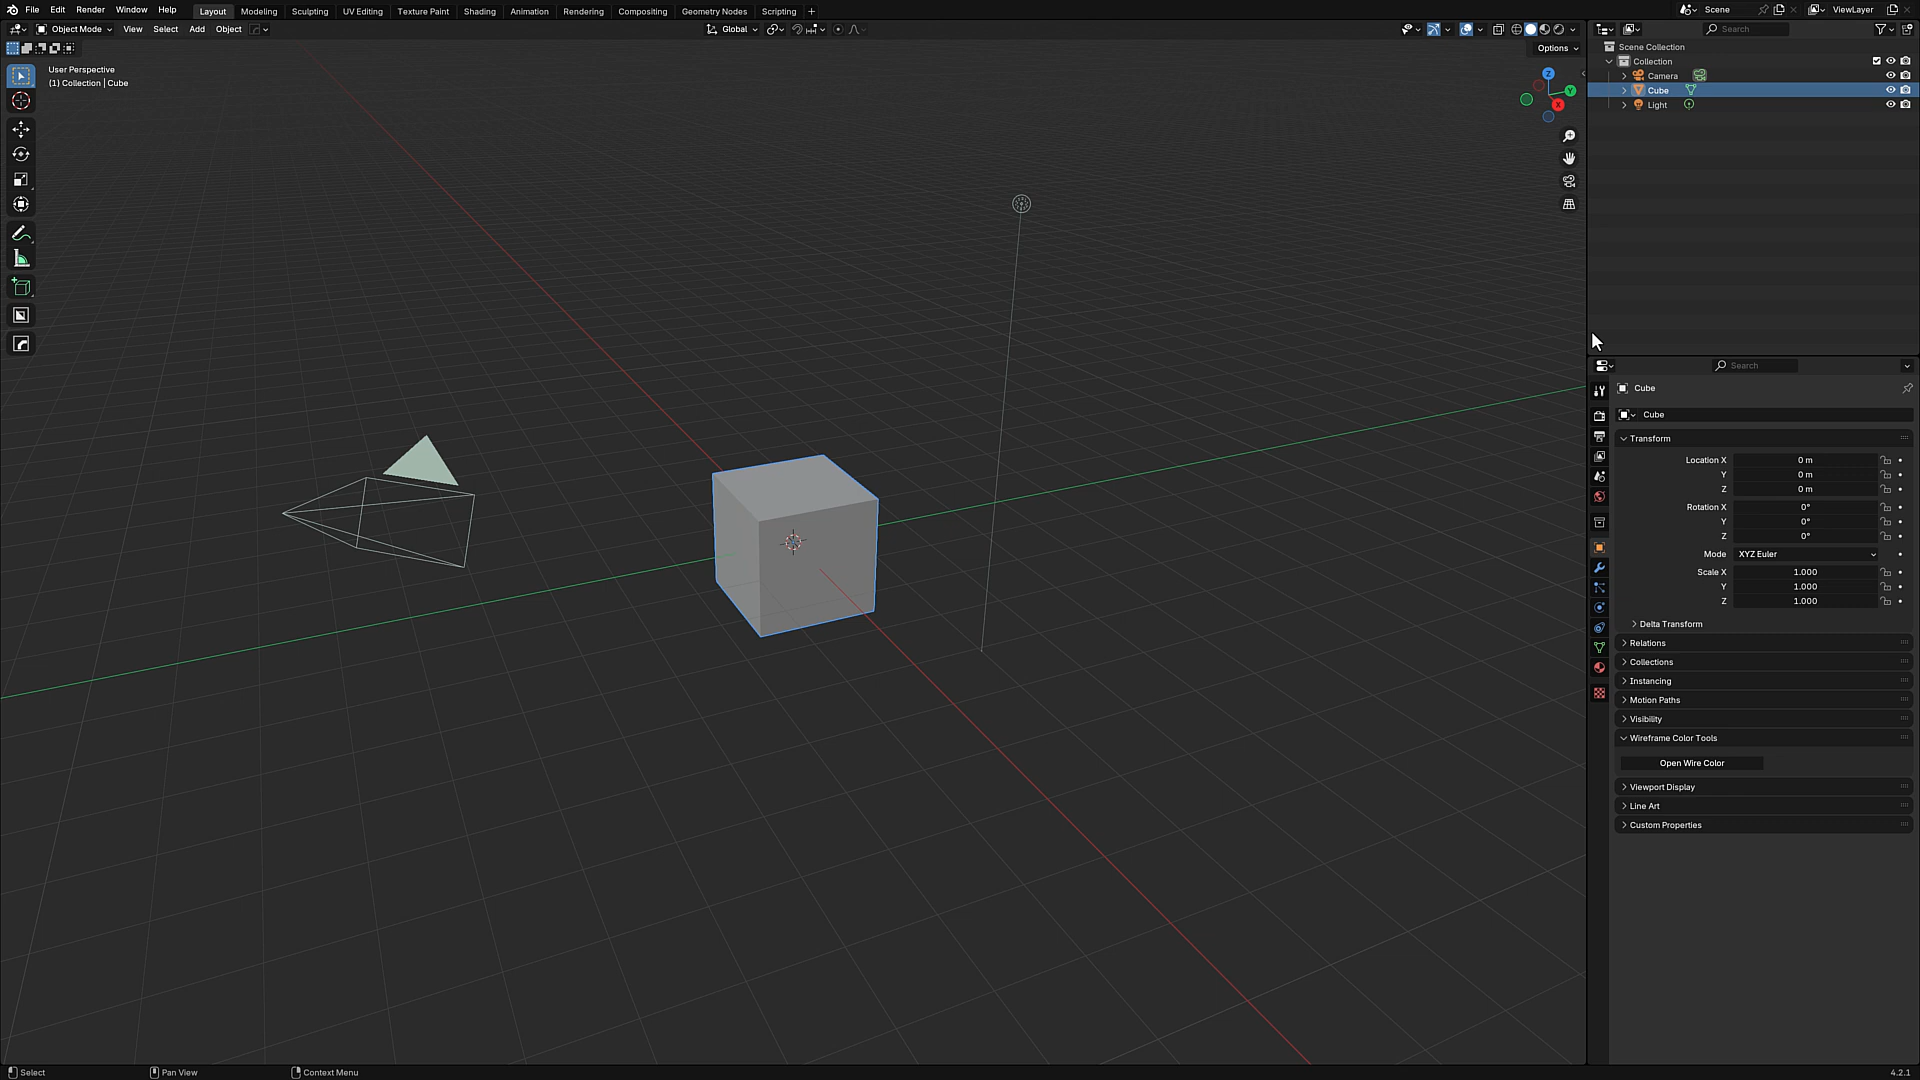 File Edit Render Window Help Layout Modeling Sculpting UV Editing Texture Paint Shading Animation Rendering Compositing Geometry Nodes Scripting + Scene ViewLayer
Object Mode View Select Add Object Global Search
Options
User Perspective
(1) Collection | Cube
Z
Y
X
Scene Collection
Collection
Camera
Cube
Light
Search
Cube
Cube
Transform
Location X 0 m
Y 0 m
Z 0 m
Rotation X 0°
Y 0°
Z 0°
Mode XYZ Euler
Scale X 1.000
Y 1.000
Z 1.000
Delta Transform
Relations
Collections
Instancing
Motion Paths
Visibility
Wireframe Color Tools
Open Wire Color
Viewport Display
Line Art
Custom Properties
Select Pan View Context Menu 4.2.1